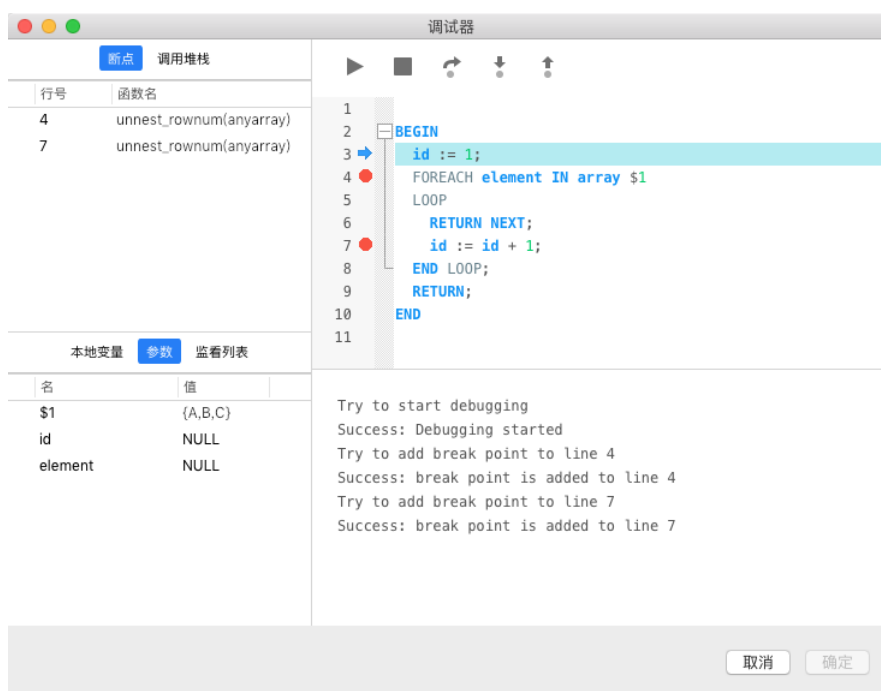 调试器
断点 调用堆栈
行号 函数名
4 unnest_rownum(anyarray)
7 unnest_rownum(anyarray)
本地变量 参数 监看列表
名 值
$1 {A,B,C}
id NULL
element NULL
1
2 BEGIN
3 id := 1;
4 FOREACH element IN array $1
5 LOOP
6 RETURN NEXT;
7 id := id + 1;
8 END LOOP;
9 RETURN;
10 END
11
Try to start debugging
Success: Debugging started
Try to add break point to line 4
Success: break point is added to line 4
Try to add break point to line 7
Success: break point is added to line 7
取消 确定